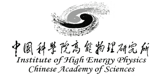 中国科学院高能物理研究所
Institute of High Energy Physics
Chinese Academy of Sciences